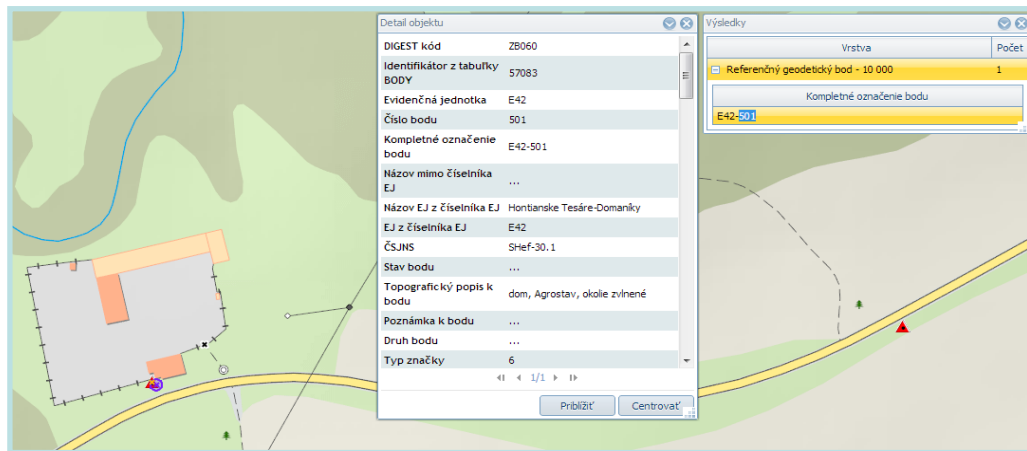 Detail objektu
DIGEST kód ZB060
Identifikátor z tabuľky
BODY 57083
Evidenčná jednotka E42
Číslo bodu 501
Kompletné označenie
bodu E42-501
Názov mimo číselníka
EJ ...
Názov EJ z číselníka EJ Hontianske Tesáre-Domaníky
EJ z číselníka EJ E42
ČSJNS SHef-30.1
Stav bodu ...
Topografický popis k
bodu dom, Agrostav, okolie zvlnené
Poznámka k bodu ...
Druh bodu ...
Typ značky 6
1/1
Priblížiť Centrovať
Výsledky
Vrstva Počet
Referenčný geodetický bod - 10 000 1
Kompletné označenie bodu
E42-501